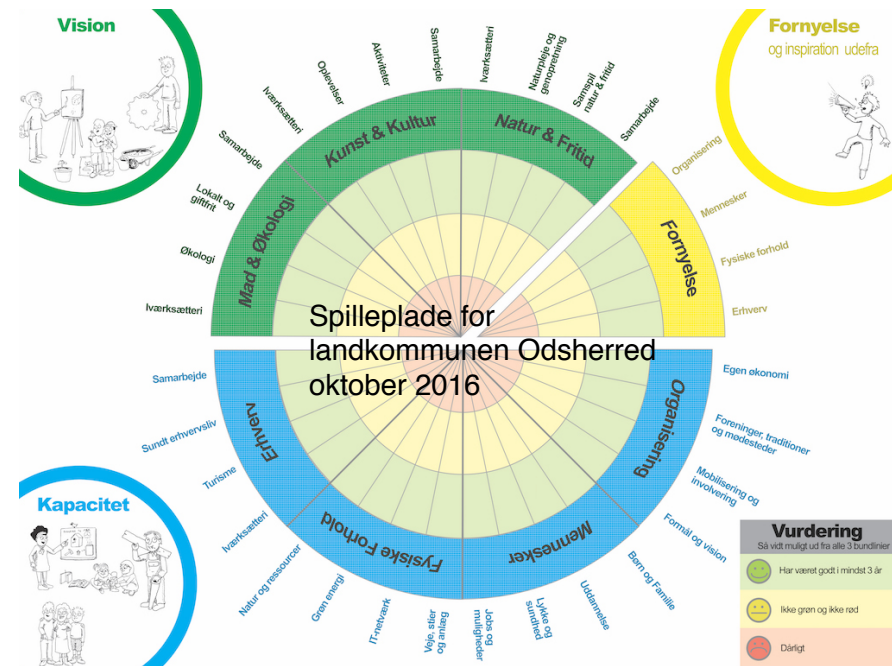 Vision
Fornyelse
og inspiration udefra
Mad & Økologi
Kunst & Kultur
Natur & Fritid
Fornyelse
Iværksætteri
Økologi
Lokalt og
giftfrit
Samarbejde
Iværksætteri
Oplevelser
Aktiviteter
Samarbejde
Iværksætteri
Naturpleje og
genopretning
Samspil
natur & fritid
Samarbejde
Organisering
Mennesker
Fysiske forhold
Erhverv
Spilleplade for
landkommunen Odsherred
oktober 2016
Erhverv
Fysiske Forhold
Mennesker
Organisering
Samarbejde
Sundt erhvervsliv
Turisme
Iværksætteri
Natur og ressourcer
Grøn energi
IT-netværk
Veje, stier
og anlæg
Jobs og
muligheder
Lykke og
sundhed
Uddannelse
Børn og Familie
Formål og vision
Mobilisering og
involvering
Foreninger, traditioner
og mødesteder
Egen økonomi
Kapacitet
Vurdering
Så vidt muligt ud fra alle 3 bundlinier
Har været godt i mindst 3 år
Ikke grøn og ikke rød
Dårligt